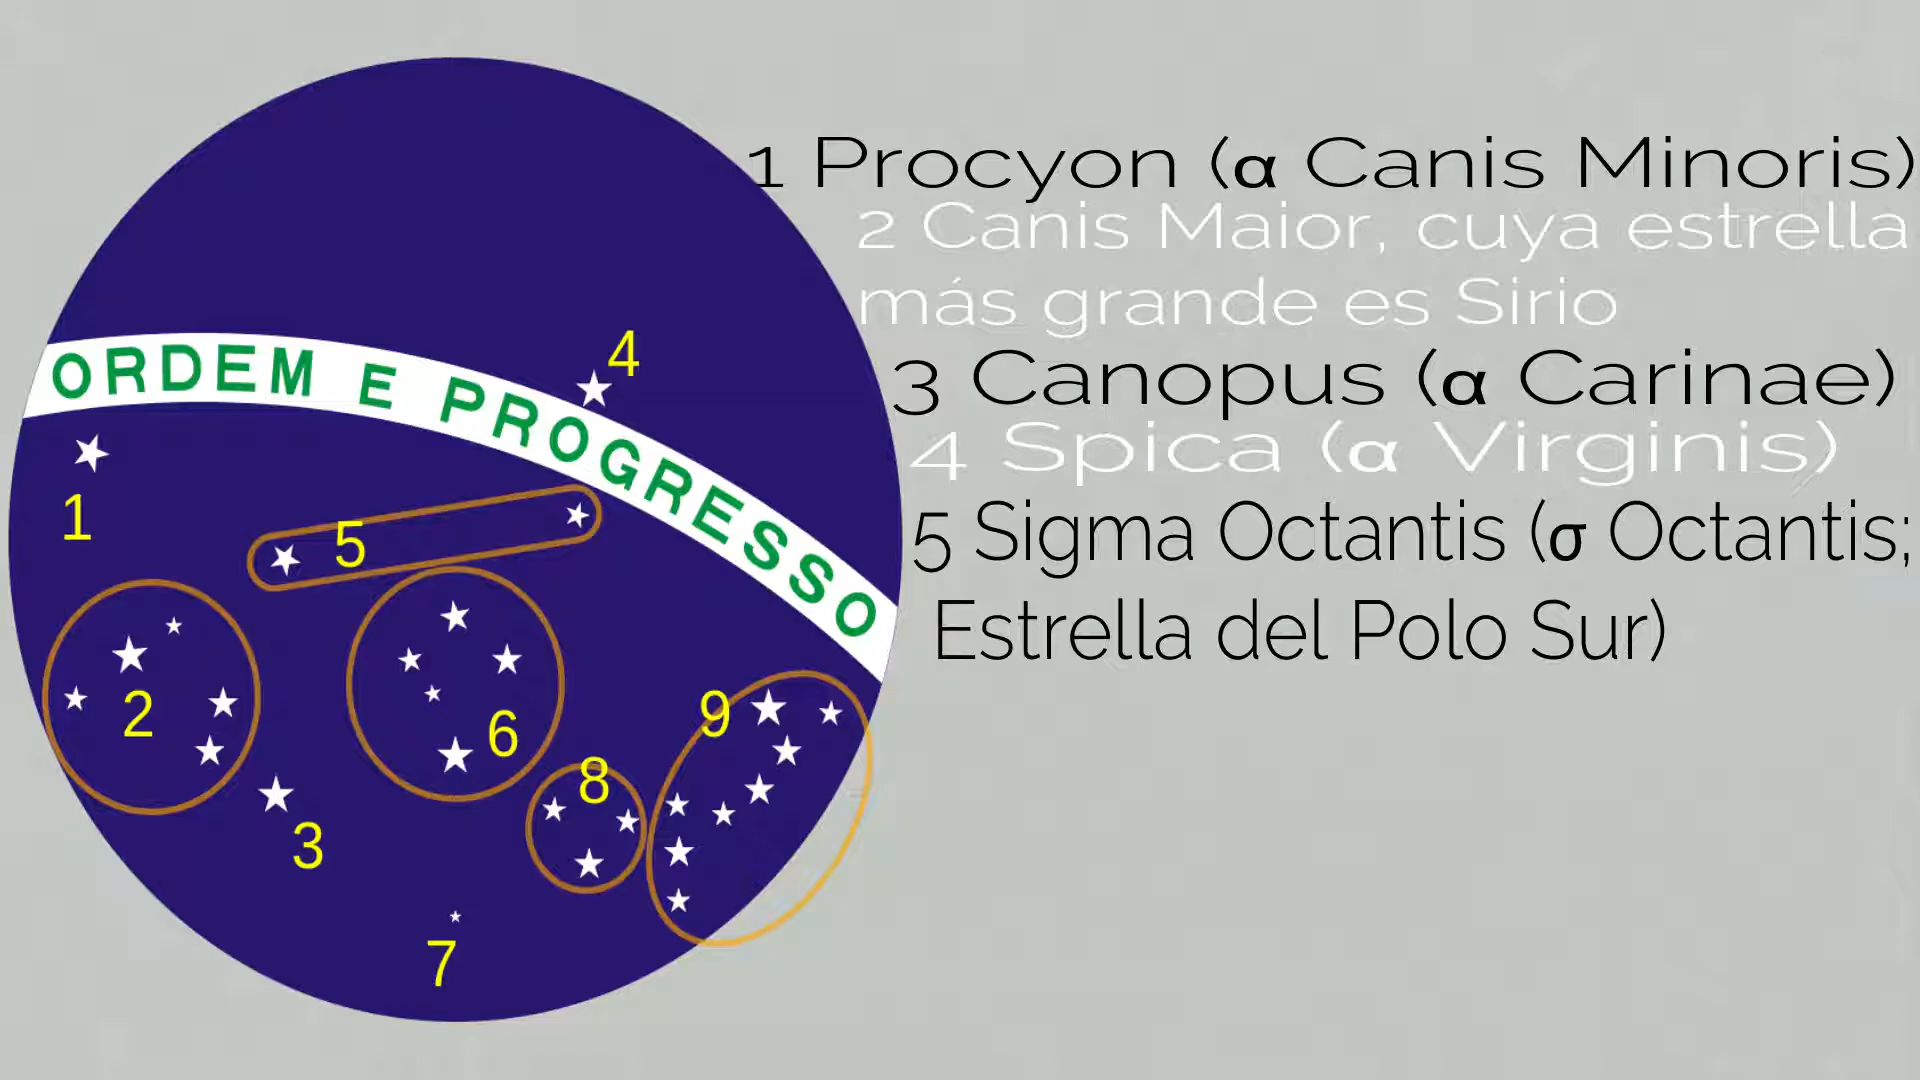 ORDEM E PROGRESSO
1
2
3
4
5
6
7
8
9
1 Procyon (α Canis Minoris)
2 Canis Maior, cuya estrella
más grande es Sirio
3 Canopus (α Carinae)
4 Spica (α Virginis)
5 Sigma Octantis (σ Octantis;
Estrella del Polo Sur)